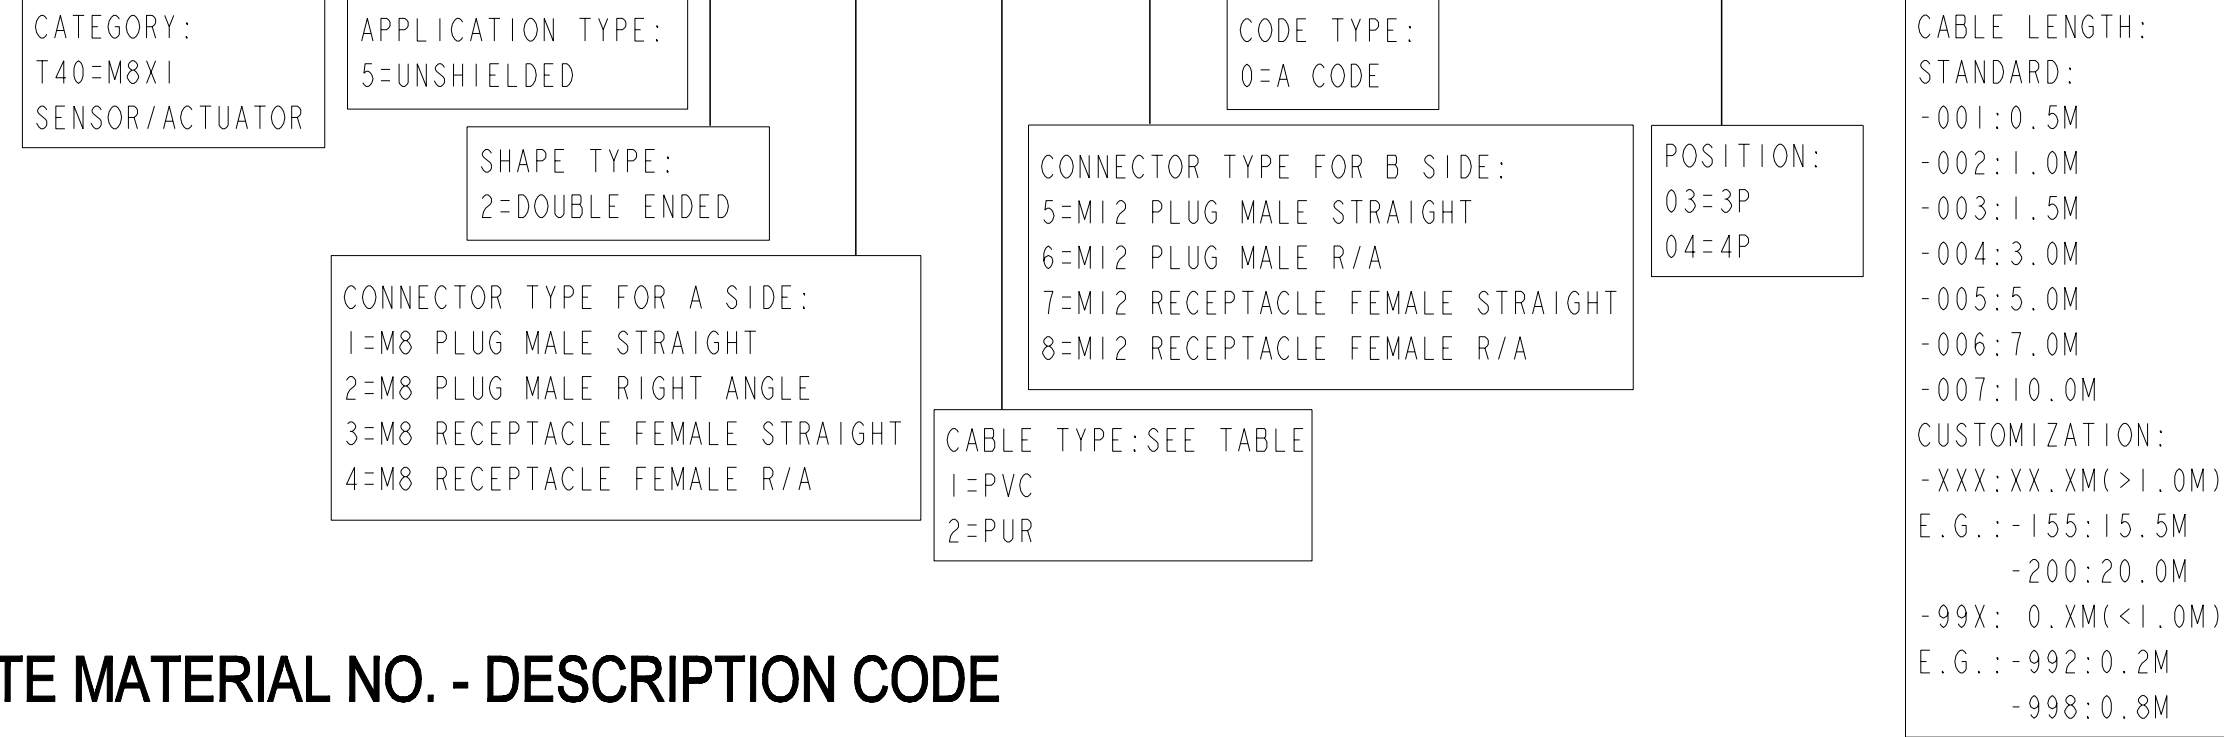 CATEGORY:
T40=M8X1
SENSOR/ACTUATOR
APPLICATION TYPE:
5=UNSHIELDED
SHAPE TYPE:
2=DOUBLE ENDED
CONNECTOR TYPE FOR A SIDE:
1=M8 PLUG MALE STRAIGHT
2=M8 PLUG MALE RIGHT ANGLE
3=M8 RECEPTACLE FEMALE STRAIGHT
4=M8 RECEPTACLE FEMALE R/A
CABLE TYPE:SEE TABLE
1=PVC
2=PUR
CONNECTOR TYPE FOR B SIDE:
5=M12 PLUG MALE STRAIGHT
6=M12 PLUG MALE R/A
7=M12 RECEPTACLE FEMALE STRAIGHT
8=M12 RECEPTACLE FEMALE R/A
CODE TYPE:
0=A CODE
POSITION:
03=3P
04=4P
CABLE LENGTH:
STANDARD:
-001:0.5M
-002:1.0M
-003:1.5M
-004:3.0M
-005:5.0M
-006:7.0M
-007:10.0M
CUSTOMIZATION:
-XXX:XX.XM(>1.0M)
E.G.:-155:15.5M
-200:20.0M
-99X: 0.XM(<1.0M)
E.G.:-992:0.2M
-998:0.8M
TE MATERIAL NO. - DESCRIPTION CODE